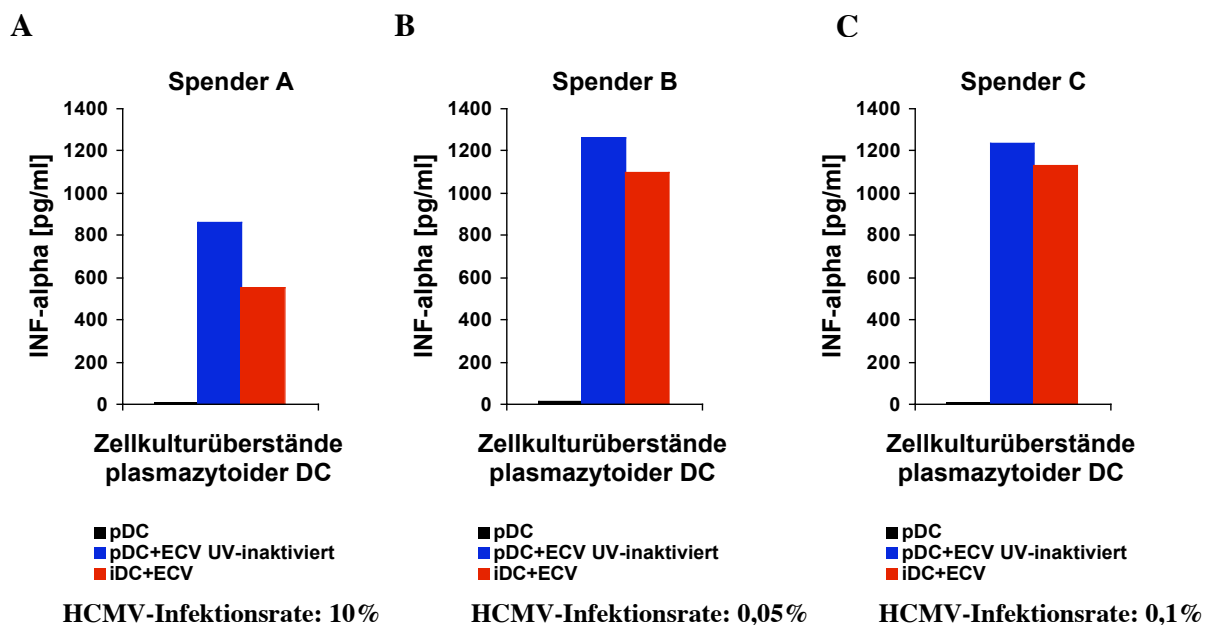 A
Spender A
1400
1200
1000
800
600
400
200
0
INF-alpha [pg/ml]
Zellkulturüberstände
plasmazytoider DC
pDC
pDC+ECV UV-inaktiviert
iDC+ECV
HCMV-Infektionsrate: 10%
B
Spender B
1400
1200
1000
800
600
400
200
0
INF-alpha [pg/ml]
Zellkulturüberstände
plasmazytoider DC
pDC
pDC+ECV UV-inaktiviert
iDC+ECV
HCMV-Infektionsrate: 0,05%
C
Spender C
1400
1200
1000
800
600
400
200
0
INF-alpha [pg/ml]
Zellkulturüberstände
plasmazytoider DC
pDC
pDC+ECV UV-inaktiviert
iDC+ECV
HCMV-Infektionsrate: 0,1%